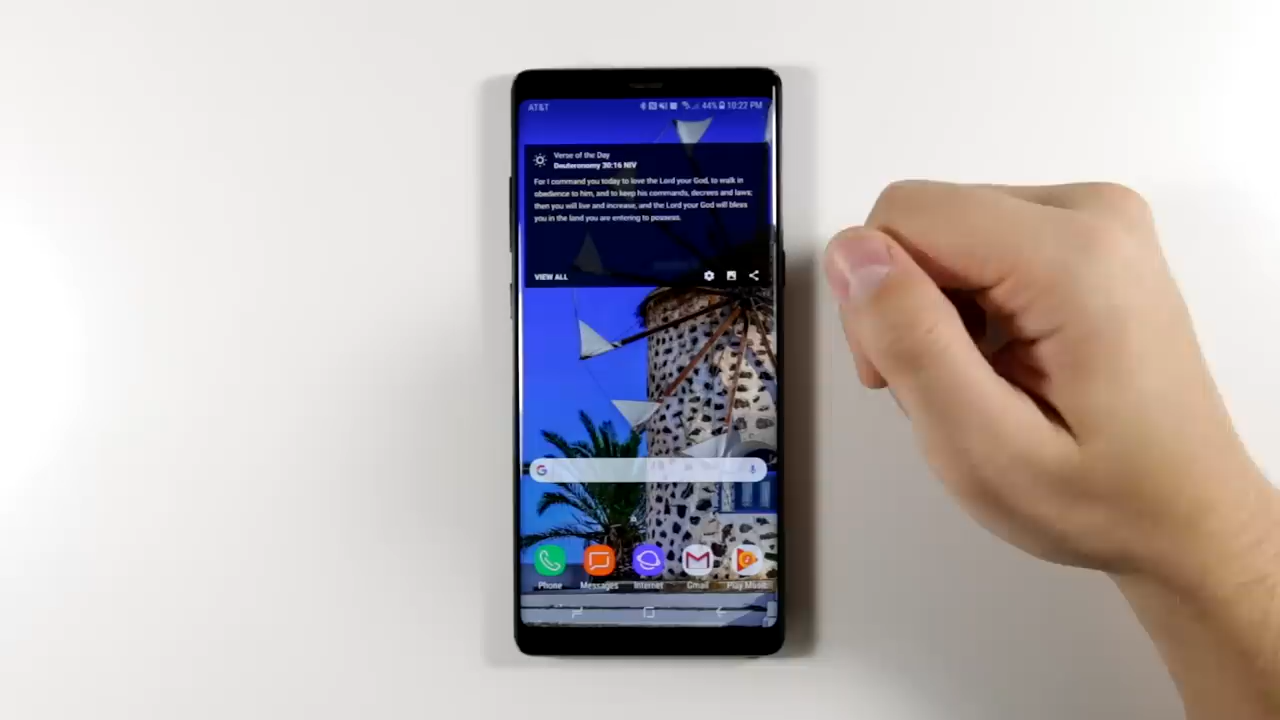 AT&T
44% 10:22 PM
Verse of the Day
Deuteronomy 30:16 NIV
For I command you today to love the Lord your God, to walk in
obedience to him, and to keep his commands, decrees and laws;
then you will live and increase, and the Lord your God will bless
you in the land you are entering to possess.
VIEW ALL
G
Phone
Messages
Internet
Gmail
Play Music